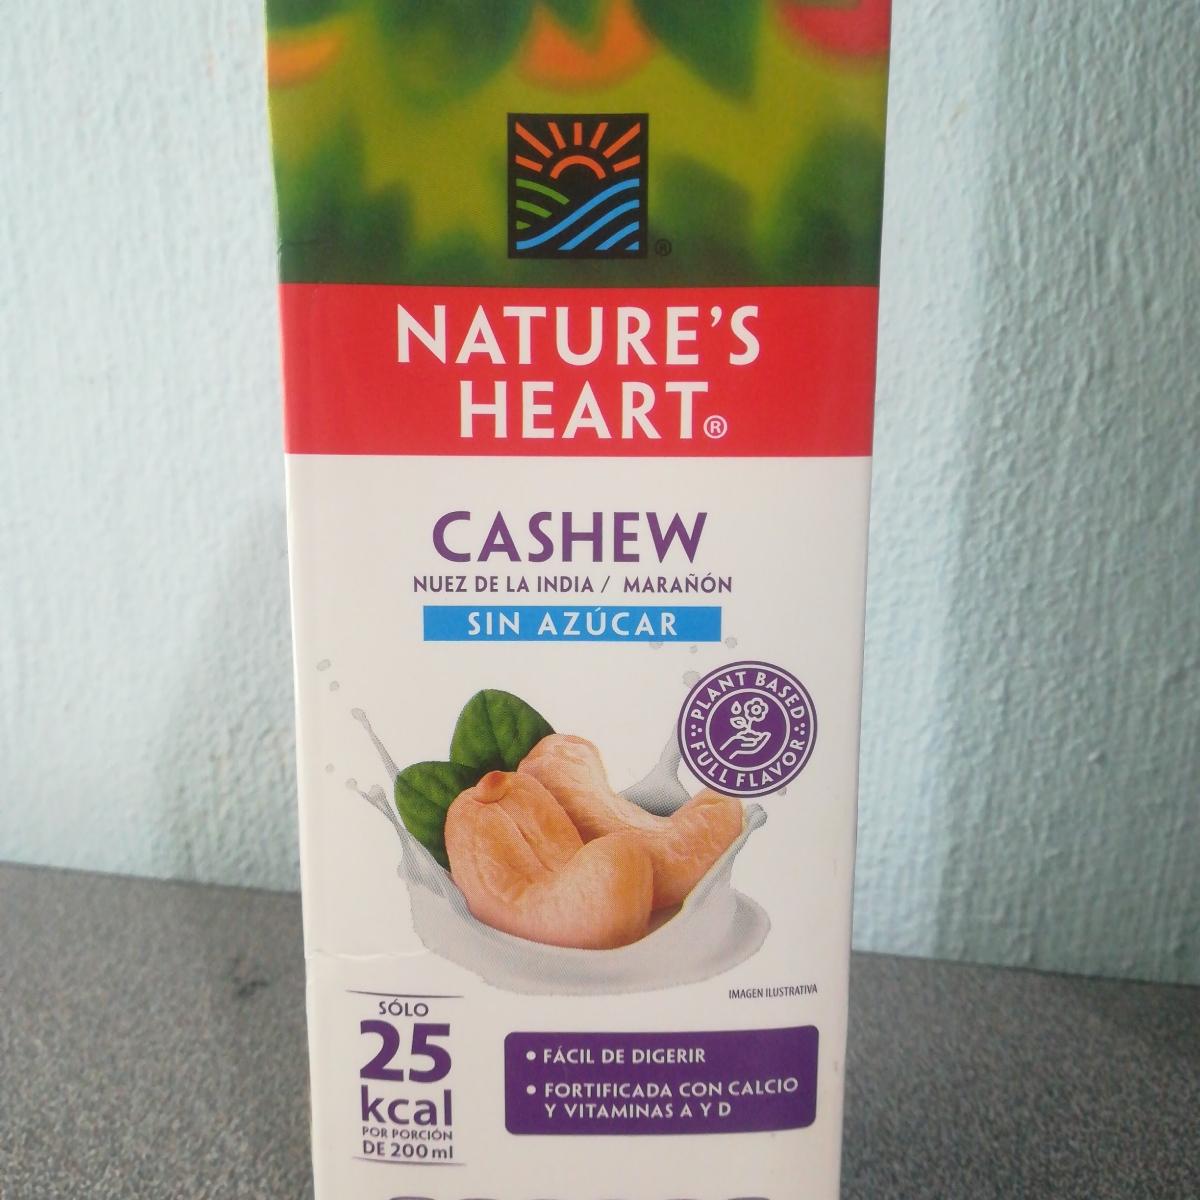 ®
NATURE'S
HEART®
CASHEW
NUEZ DE LA INDIA / MARAÑÓN
SIN AZÚCAR
PLANT BASED
FULL FLAVOR
IMAGEN ILUSTRATIVA
SÓLO
25
kcal
POR PORCIÓN
DE 200 ml
• FÁCIL DE DIGERIR
• FORTIFICADA CON CALCIO
Y VITAMINAS A Y D